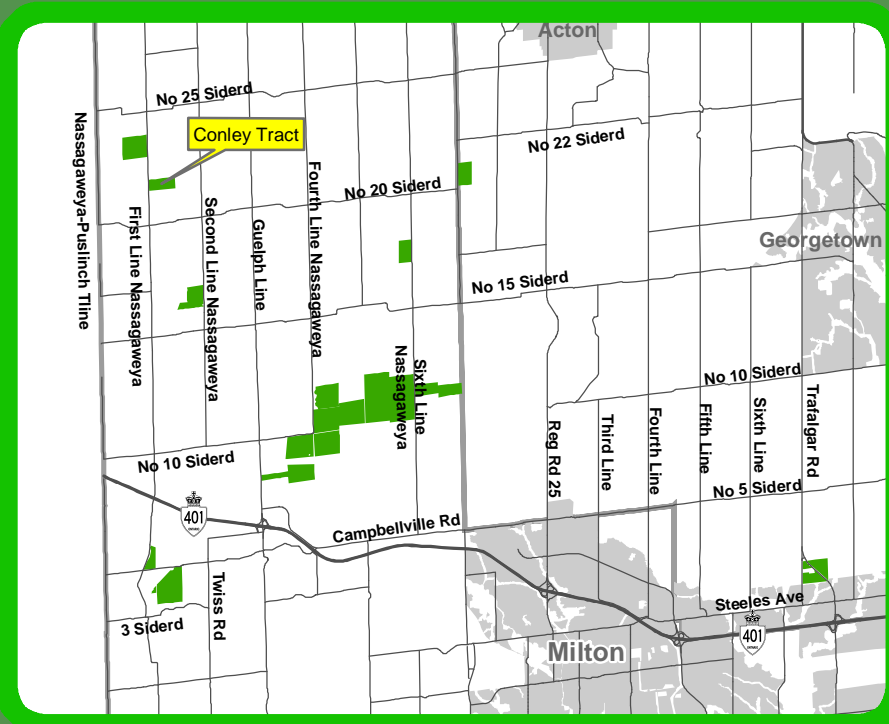 Acton
No 25 Siderd
Conley Tract
No 22 Siderd
Nassagaweya-Puslinch Tline
First Line Nassagaweya
Second Line Nassagaweya
Guelph Line
Fourth Line Nassagaweya
No 20 Siderd
Georgetown
No 15 Siderd
Sixth Line
Nassagaweya
No 10 Siderd
Reg Rd 25
Third Line
Fourth Line
Fifth Line
Sixth Line
Trafalgar Rd
No 10 Siderd
No 5 Siderd
401
ONTARIO
Campbellville Rd
Twiss Rd
3 Siderd
Steeles Ave
401
ONTARIO
Milton